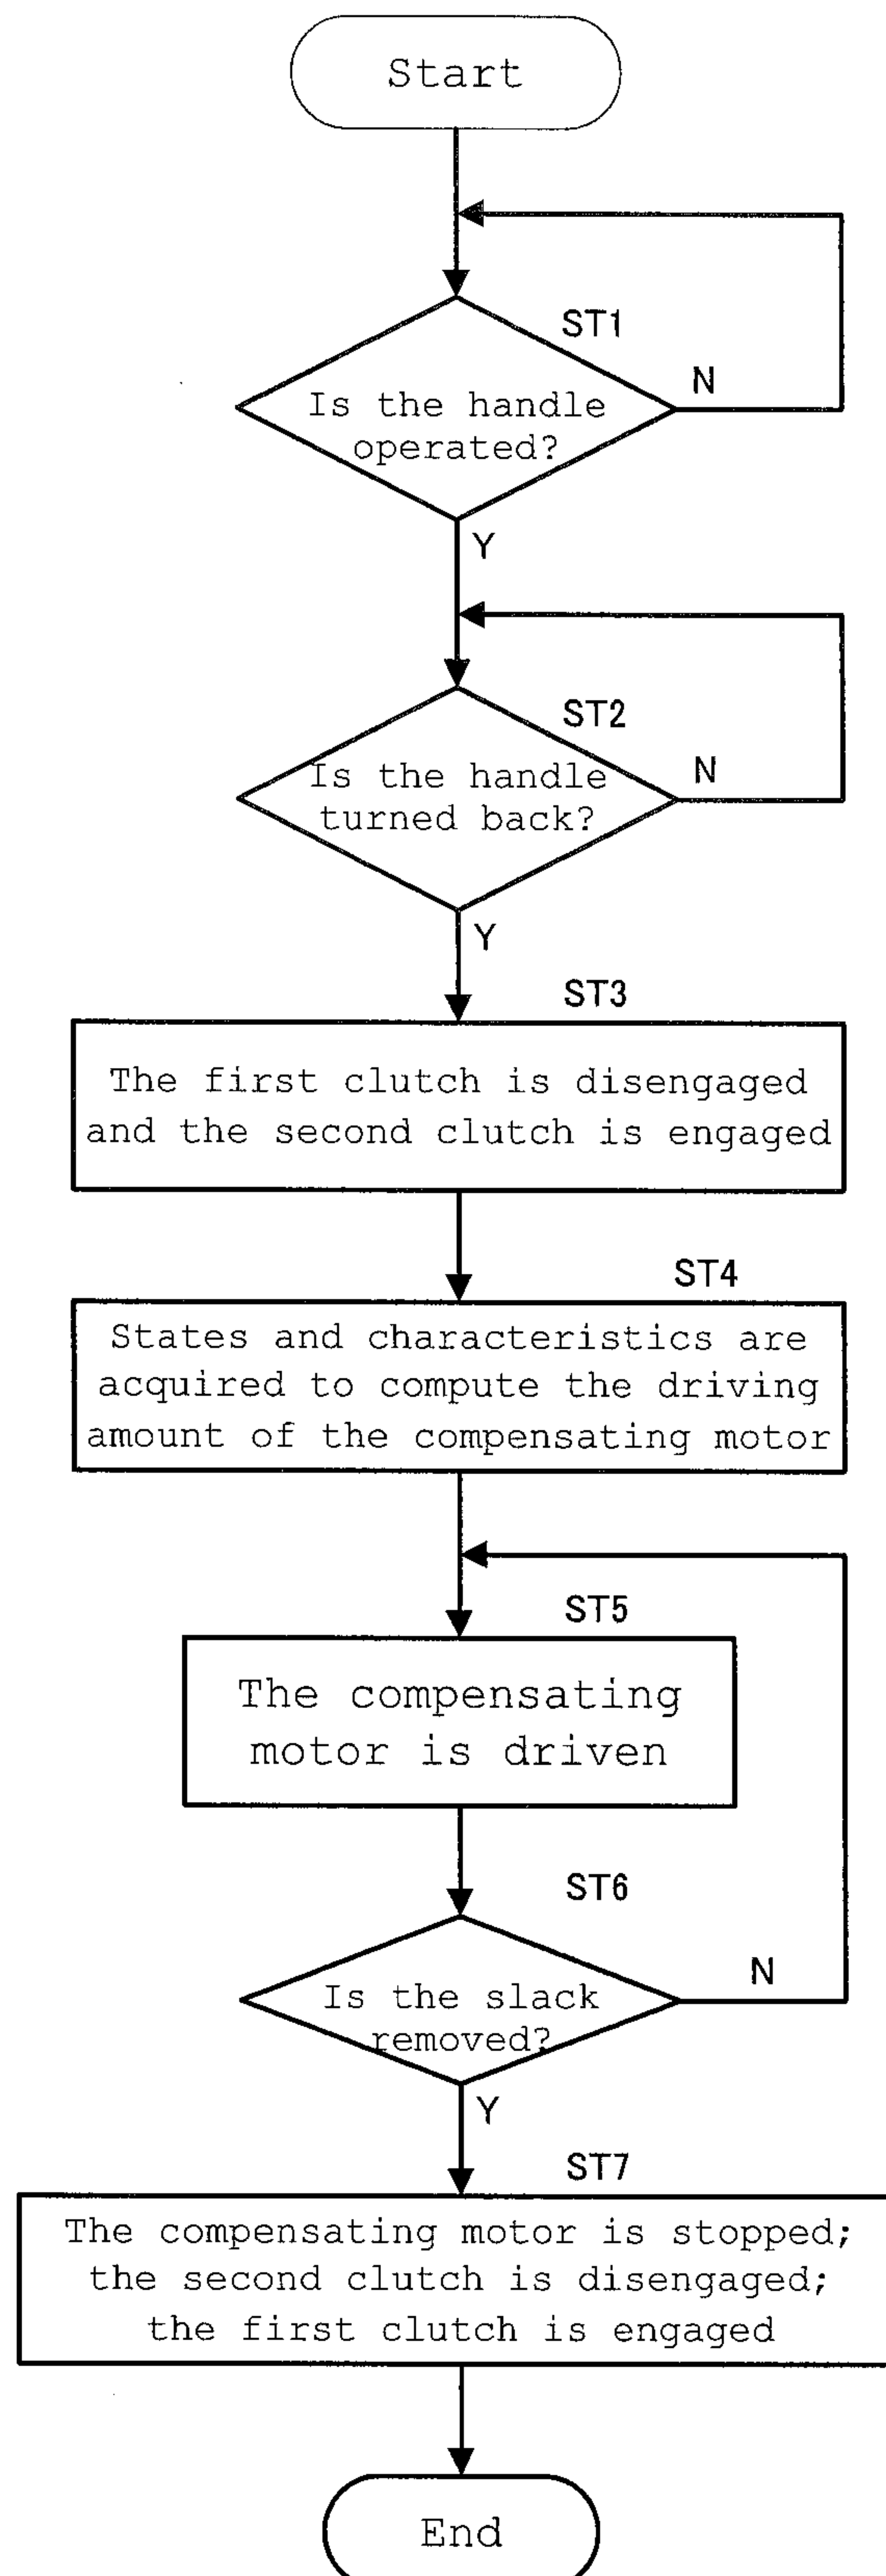 Start
ST1
N
Is the handle
operated?
Y
ST2
N
Is the handle
turned back?
Y
ST3
The first clutch is disengaged
and the second clutch is engaged
ST4
States and characteristics are
acquired to compute the driving
amount of the compensating motor
ST5
The compensating
motor is driven
ST6
N
Is the slack
removed?
Y
ST7
The compensating motor is stopped;
the second clutch is disengaged;
the first clutch is engaged
End